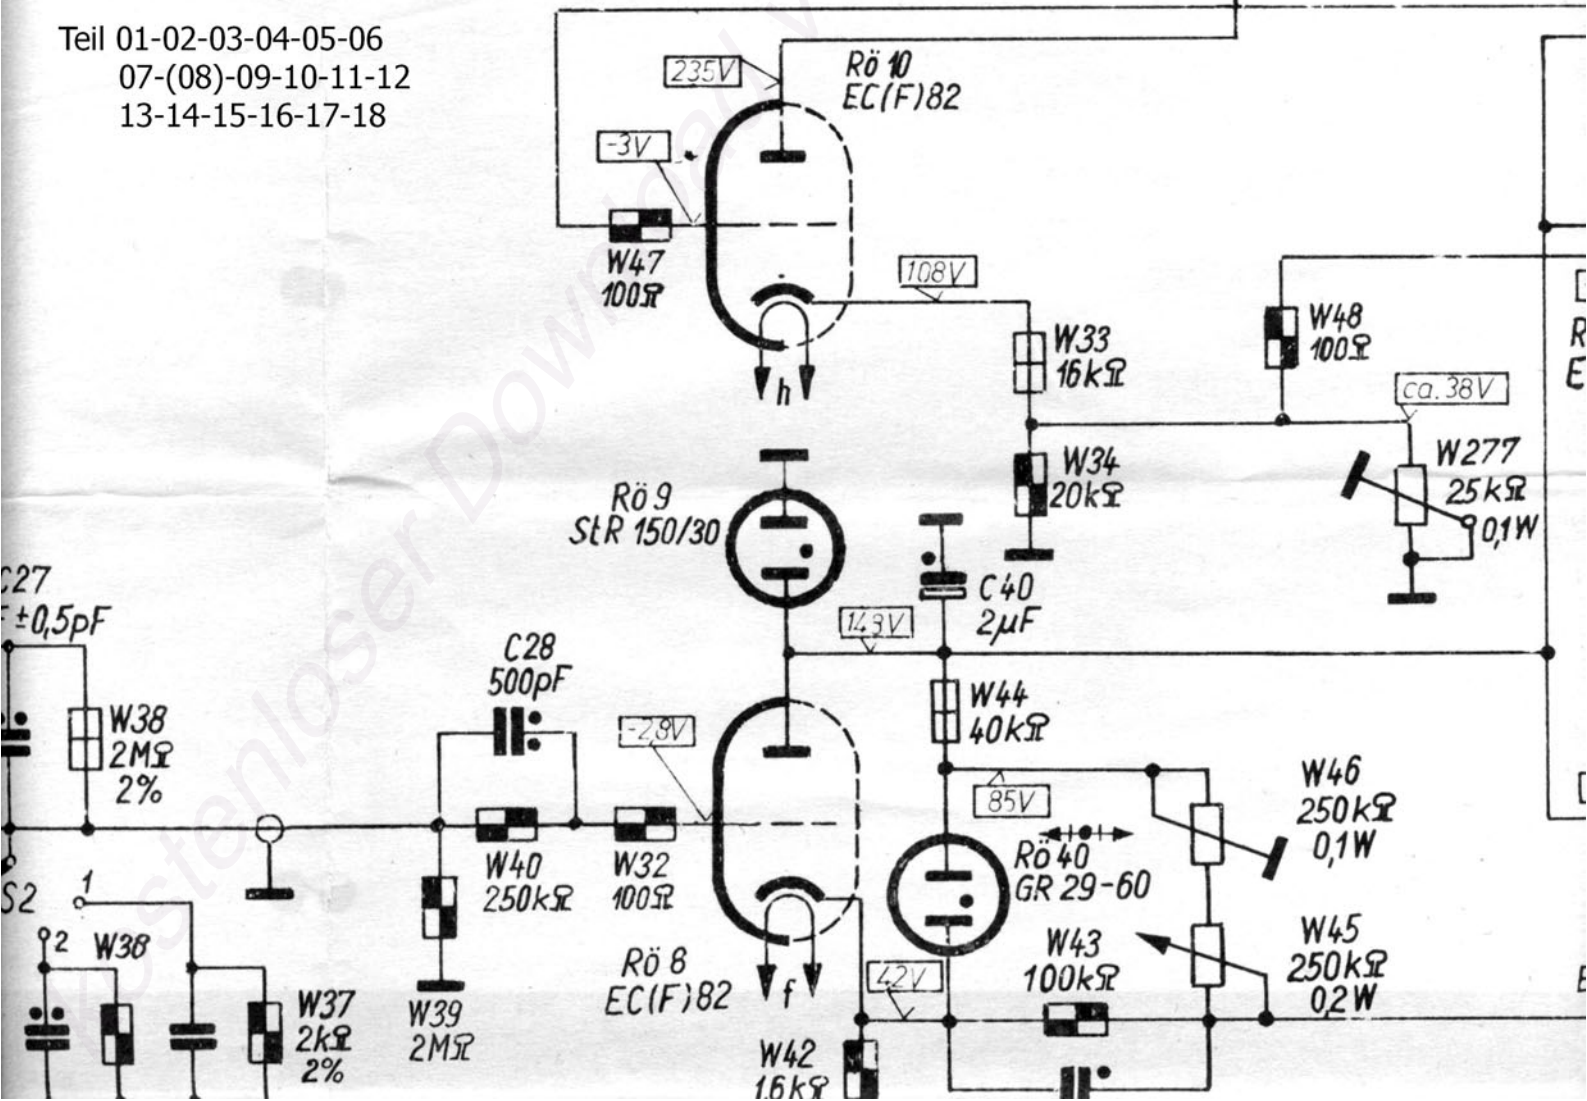 Teil 01-02-03-04-05-06
07-(08)-09-10-11-12
13-14-15-16-17-18
235V
Rö 10
EC(F)82
-3V
W47
100Ω
108V
h
W33
16kΩ
W48
100Ω
ca. 38V
W34
20kΩ
W277
25kΩ
0,1W
R
E
Rö 9
StR 150/30
C40
2μF
149V
C27
F ±0,5pF
W38
2MΩ
2%
C28
500pF
-28V
W44
40kΩ
85V
W46
250kΩ
0,1W
W40
250kΩ
W32
100Ω
Rö 40
GR 29-60
S2
1
2
W38
W37
2kΩ
2%
W39
2MΩ
Rö 8
EC(F)82
f
42V
W43
100kΩ
W45
250kΩ
0,2W
E
W42
1,6kΩ
Kostenloser Download v